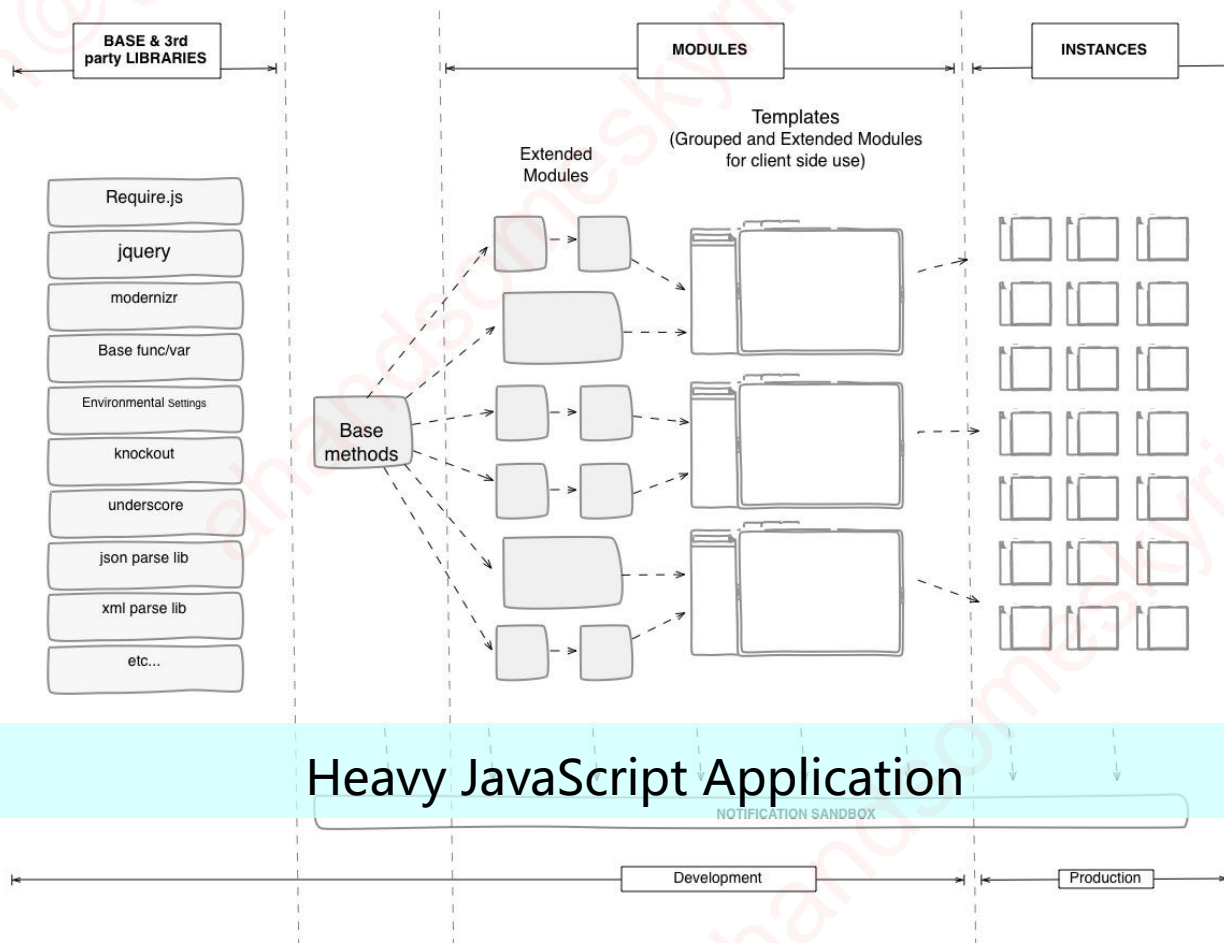 BASE & 3rd
party LIBRARIES
MODULES
INSTANCES
Templates
(Grouped and Extended Modules
for client side use)
Extended
Modules
Require.js
jquery
modernizr
Base func/var
Environmental Settings
knockout
underscore
json parse lib
xml parse lib
etc...
Base
methods
Heavy JavaScript Application
NOTIFICATION SANDBOX
Development
Production